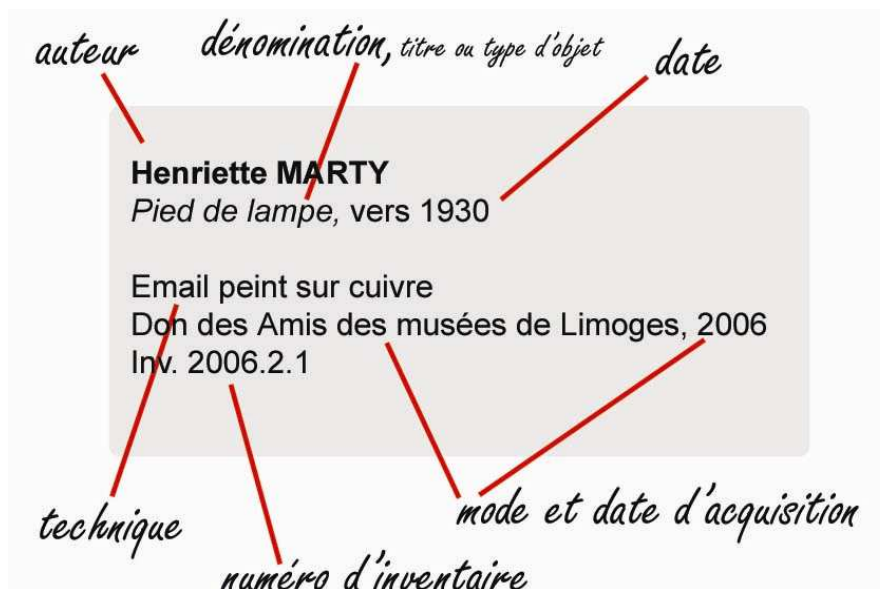 auteur
dénomination, titre ou type d'objet
date
Henriette MARTY
Pied de lampe, vers 1930
Email peint sur cuivre
Don des Amis des musées de Limoges, 2006
Inv. 2006.2.1
technique
mode et date d'acquisition
numéro d'inventaire